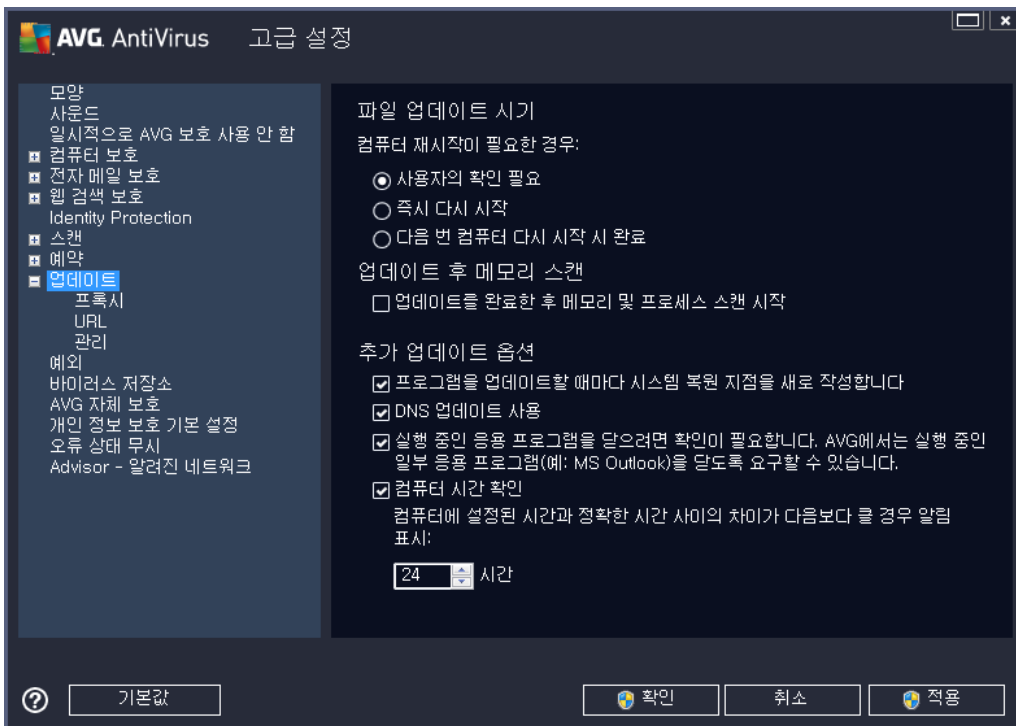 AVG. AntiVirus 고급 설정
모양
사운드
일시적으로 AVG 보호 사용 안 함
컴퓨터 보호
전자 메일 보호
웹 검색 보호
Identity Protection
스캔
예약
업데이트
프록시
URL
관리
예외
바이러스 저장소
AVG 자체 보호
개인 정보 보호 기본 설정
오류 상태 무시
Advisor - 알려진 네트워크
파일 업데이트 시기
컴퓨터 재시작이 필요한 경우:
사용자의 확인 필요
즉시 다시 시작
다음 번 컴퓨터 다시 시작 시 완료
업데이트 후 메모리 스캔
업데이트를 완료한 후 메모리 및 프로세스 스캔 시작
추가 업데이트 옵션
프로그램을 업데이트할 때마다 시스템 복원 지점을 새로 작성합니다
DNS 업데이트 사용
실행 중인 응용 프로그램을 닫으려면 확인이 필요합니다. AVG에서는 실행 중인
일부 응용 프로그램(예: MS Outlook)을 닫도록 요구할 수 있습니다.
컴퓨터 시간 확인
컴퓨터에 설정된 시간과 정확한 시간 사이의 차이가 다음보다 클 경우 알림
표시:
24 시간
기본값
확인
취소
적용